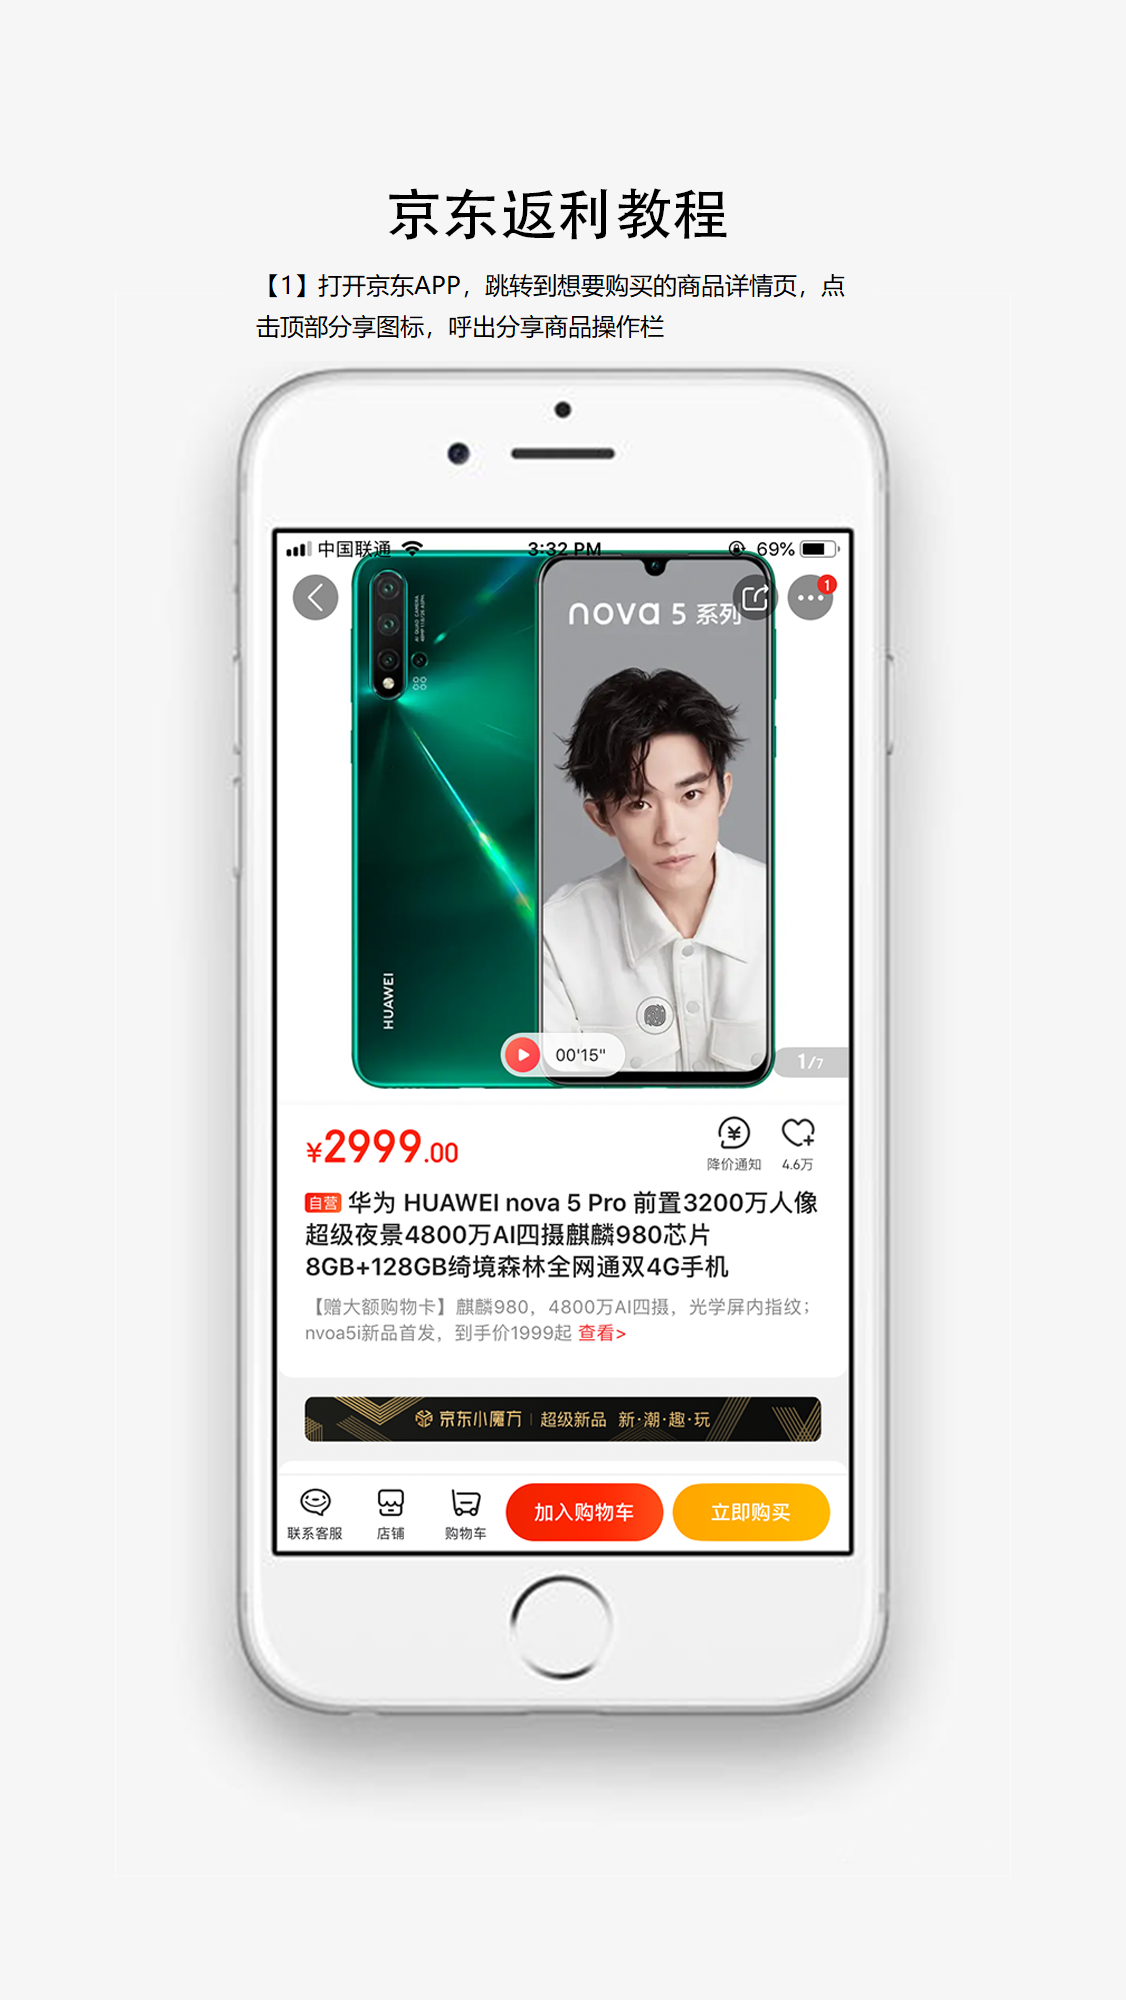 京东返利教程
【1】打开京东APP，跳转到想要购买的商品详情页，点
击顶部分享图标，呼出分享商品操作栏
中国联通 3:32 PM 69%
1
nova 5 系列
AI QUAD CAMERA
HUAWEI
00'15"
1/7
¥2999.00
降价通知 4.6万
自营 华为 HUAWEI nova 5 Pro 前置3200万人像
超级夜景4800万AI四摄麒麟980芯片
8GB+128GB绮境森林全网通双4G手机
【赠大额购物卡】麒麟980，4800万AI四摄，光学屏内指纹；
nvoa5i新品首发，到手价1999起 查看>
京东小魔方 | 超级新品 新·潮·趣·玩
联系客服 店铺 购物车 加入购物车 立即购买